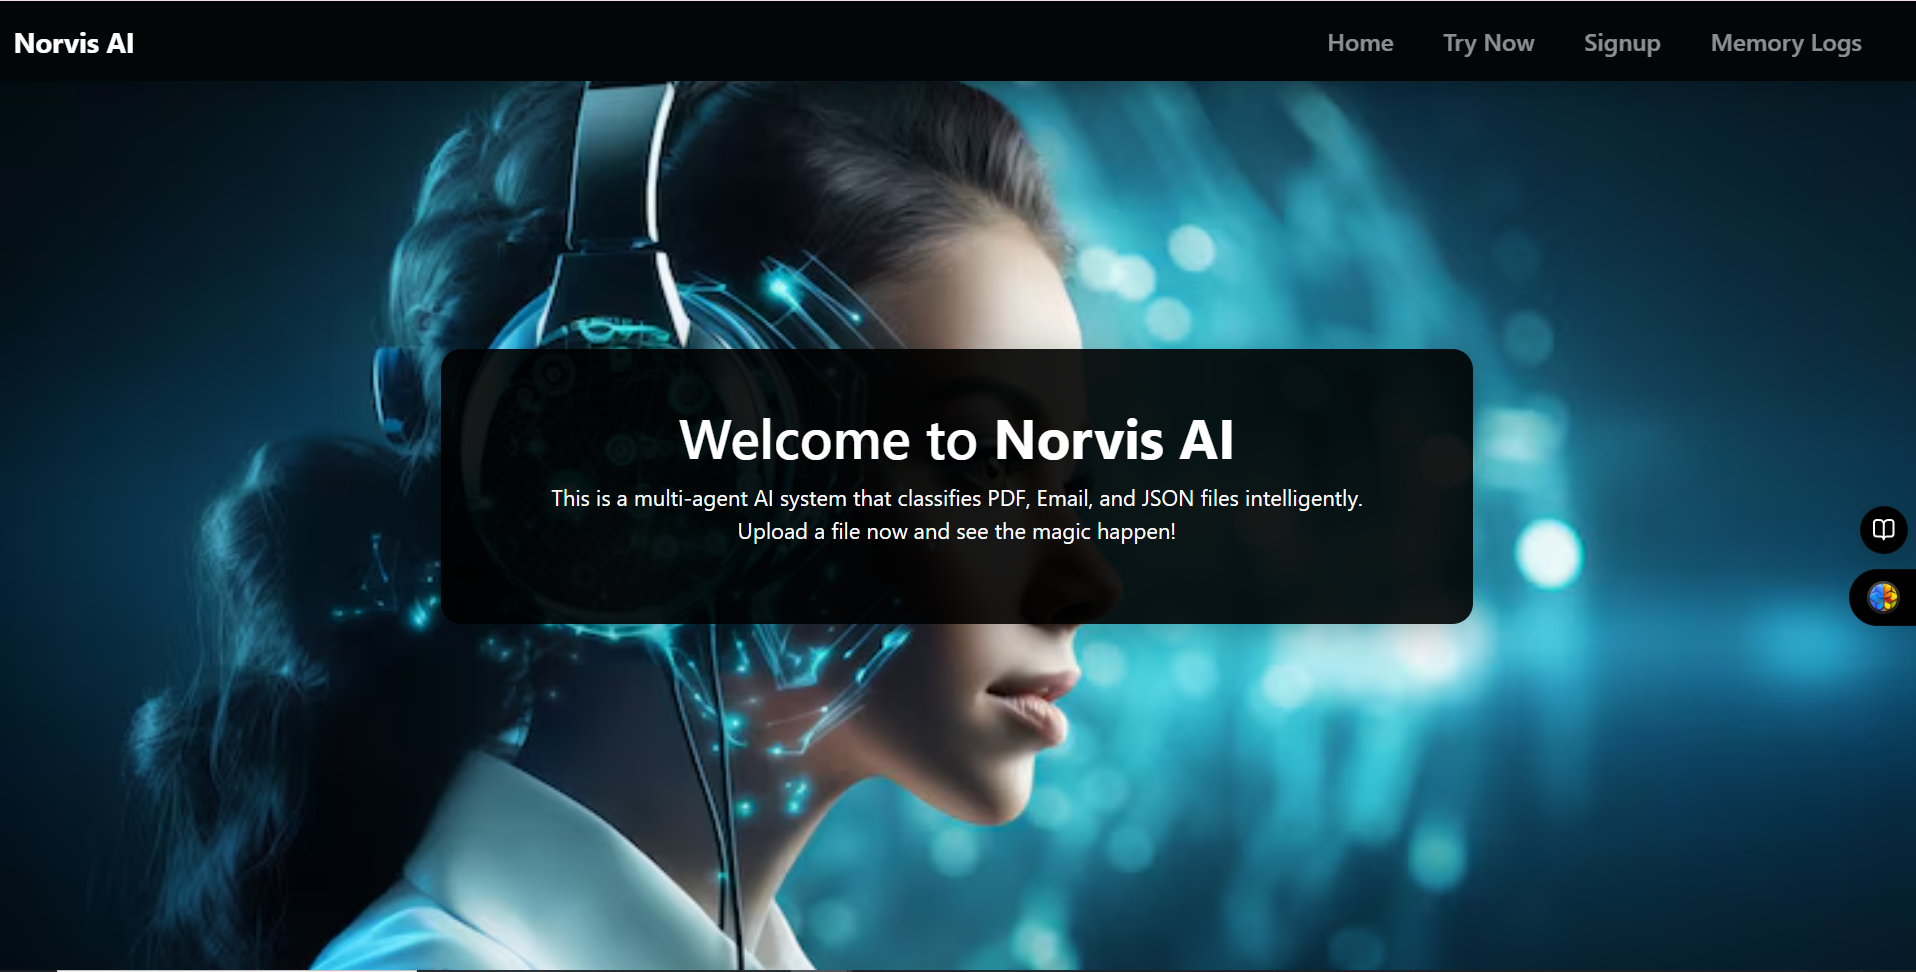 Norvis AI
Home
Try Now
Signup
Memory Logs
Welcome to Norvis AI
This is a multi-agent AI system that classifies PDF, Email, and JSON files intelligently.
Upload a file now and see the magic happen!